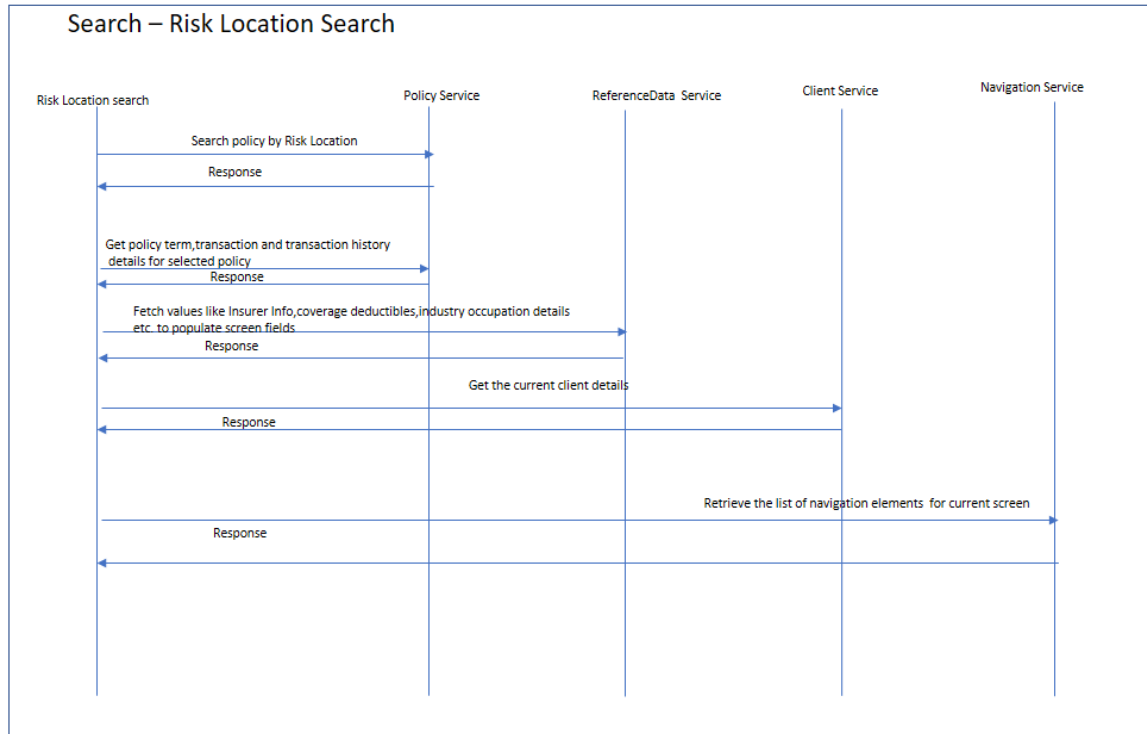 Search – Risk Location Search
Risk Location search
Policy Service
ReferenceData  Service
Client Service
Navigation Service
Search policy by Risk Location
Response
Get policy term,transaction and transaction history
details for selected policy
Response
Fetch values like Insurer Info,coverage deductibles,industry occupation details
etc. to populate screen fields
Response
Get the current client details
Response
Retrieve the list of navigation elements  for current screen
Response